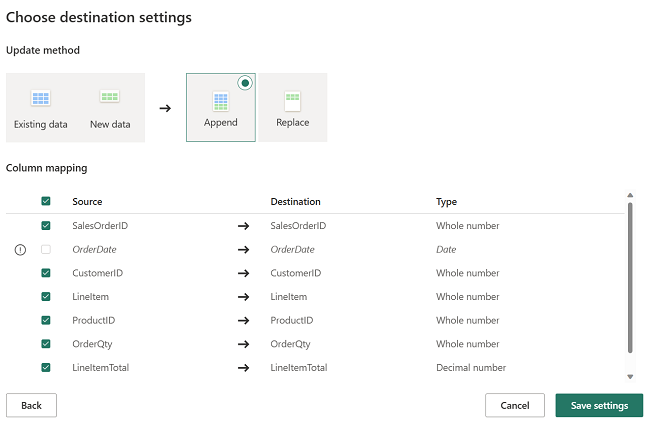 Choose destination settings
Update method
Existing data New data Append Replace
Column mapping
Source Destination Type
SalesOrderID SalesOrderID Whole number
OrderDate OrderDate Date
CustomerID CustomerID Whole number
LineItem LineItem Whole number
ProductID ProductID Whole number
OrderQty OrderQty Whole number
LineItemTotal LineItemTotal Decimal number
Back Cancel Save settings